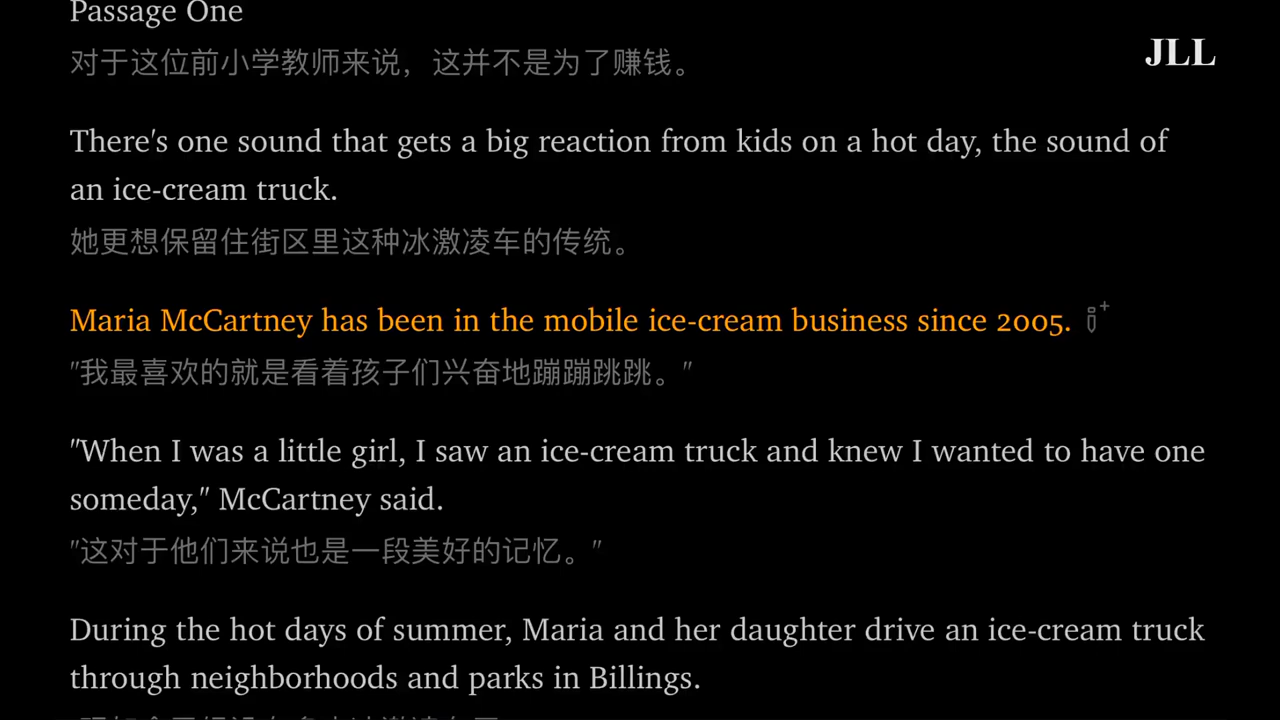 Passage One
对于这位前小学教师来说，这并不是为了赚钱。
JLL
There's one sound that gets a big reaction from kids on a hot day, the sound of
an ice-cream truck.
她更想保留住街区里这种冰激凌车的传统。
Maria McCartney has been in the mobile ice-cream business since 2005.
"我最喜欢的就是看着孩子们兴奋地蹦蹦跳跳。"
"When I was a little girl, I saw an ice-cream truck and knew I wanted to have one
someday," McCartney said.
"这对于他们来说也是一段美好的记忆。"
During the hot days of summer, Maria and her daughter drive an ice-cream truck
through neighborhoods and parks in Billings.